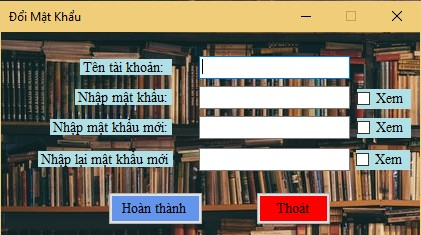 Đổi Mật Khẩu
Tên tài khoản:
Nhập mật khẩu: Xem
Nhập mật khẩu mới: Xem
Nhập lại mật khẩu mới Xem
Hoàn thành Thoát